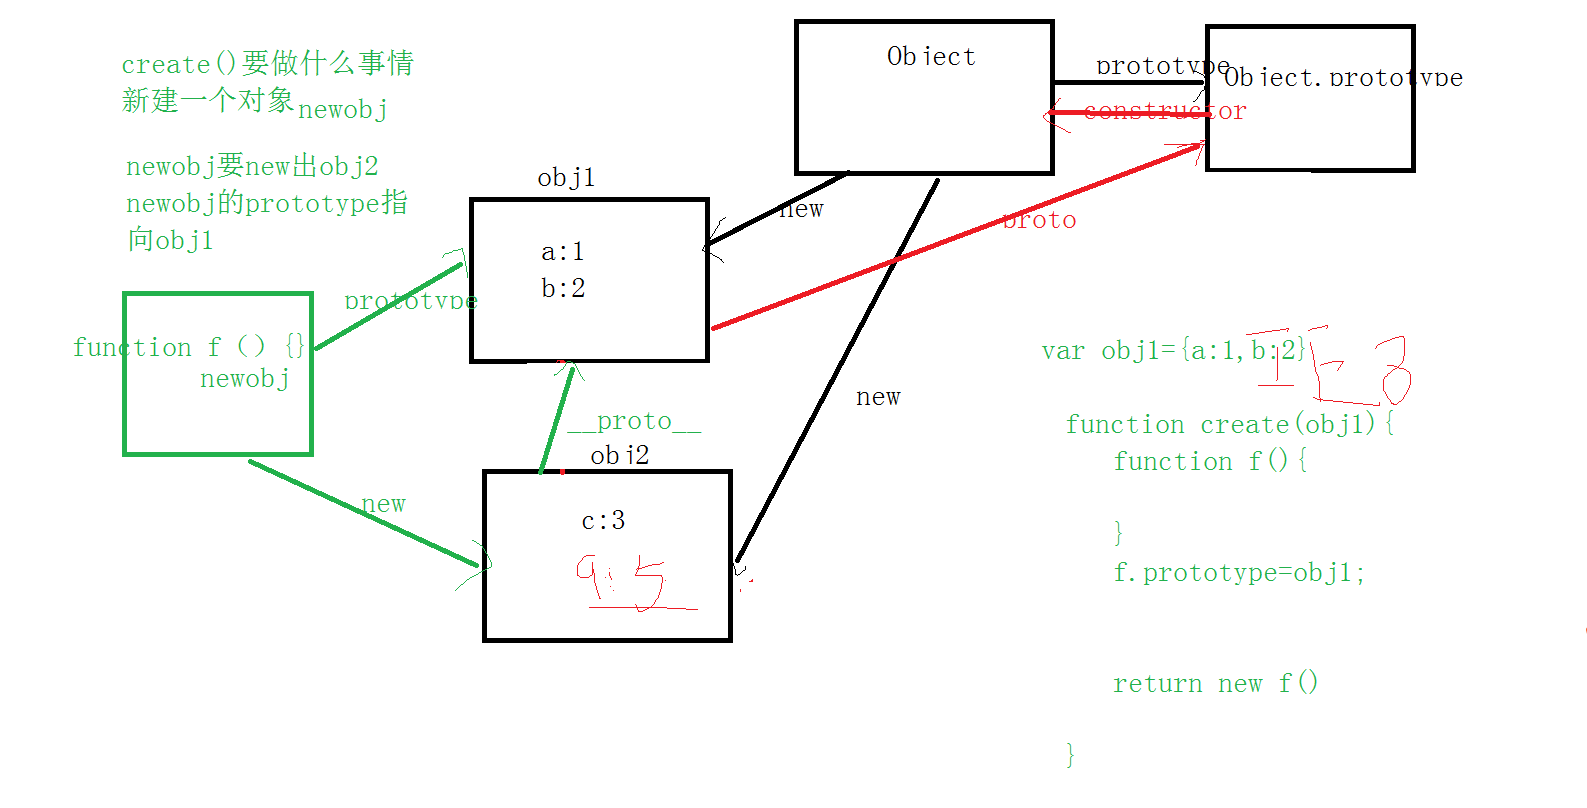 create()要做什么事情
新建一个对象newobj
newobj要new出obj2
newobj的prototype指
向obj1
function f () {}
newobj
prototype
new
obj1
a:1
b:2
__proto__
obj2
c:3
a:5
Object
prototype
Object.prototype
constructor
new
proto
new
var obj1={a:1,b:2}
function create(obj1){
function f(){
}
f.prototype=obj1;
return new f()
}